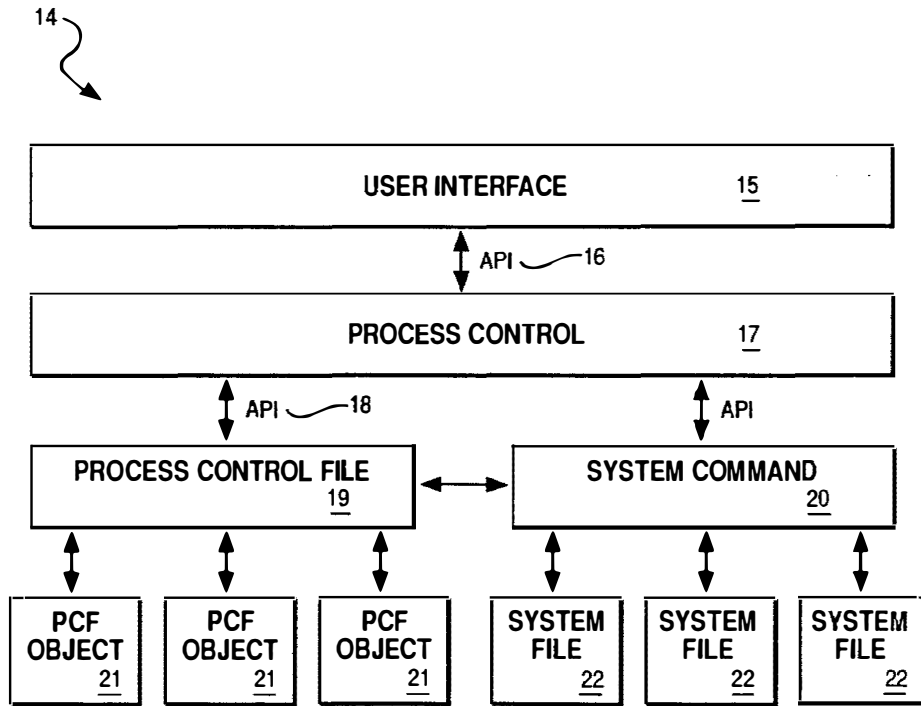 14
USER INTERFACE 15
API 16
PROCESS CONTROL 17
API 18
API
PROCESS CONTROL FILE
19
SYSTEM COMMAND
20
PCF
OBJECT
21
PCF
OBJECT
21
PCF
OBJECT
21
SYSTEM
FILE
22
SYSTEM
FILE
22
SYSTEM
FILE
22